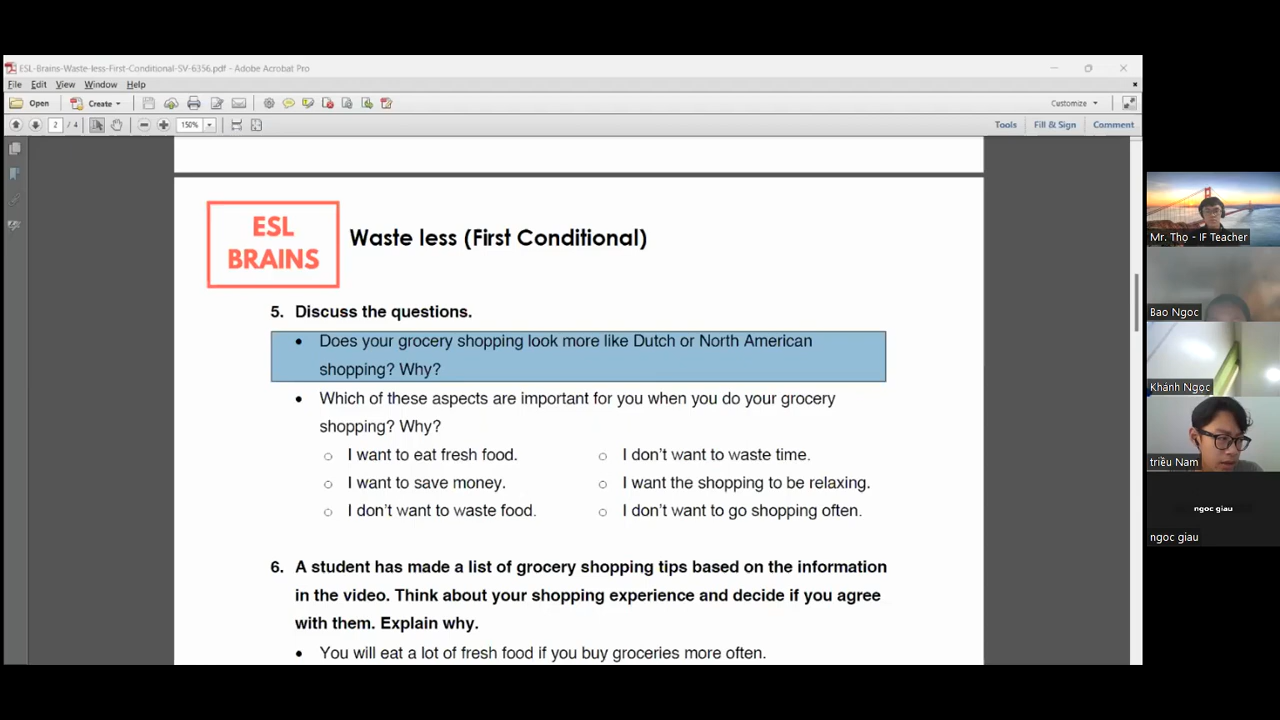 ESL-Brains-Waste-less-First-Conditional-SV-6356.pdf - Adobe Acrobat Pro
File Edit View Window Help
Open Create Customize
2 / 4 150% Tools Fill & Sign Comment
ESL
BRAINS
Waste less (First Conditional)
5. Discuss the questions.
• Does your grocery shopping look more like Dutch or North American
shopping? Why?
• Which of these aspects are important for you when you do your grocery
shopping? Why?
○ I want to eat fresh food. ○ I don't want to waste time.
○ I want to save money. ○ I want the shopping to be relaxing.
○ I don't want to waste food. ○ I don't want to go shopping often.
6. A student has made a list of grocery shopping tips based on the information
in the video. Think about your shopping experience and decide if you agree
with them. Explain why.
• You will eat a lot of fresh food if you buy groceries more often.
Mr. Tho - IF Teacher
Bao Ngoc
Khánh Ngọc
triều Nam
ngoc giau
ngoc giau